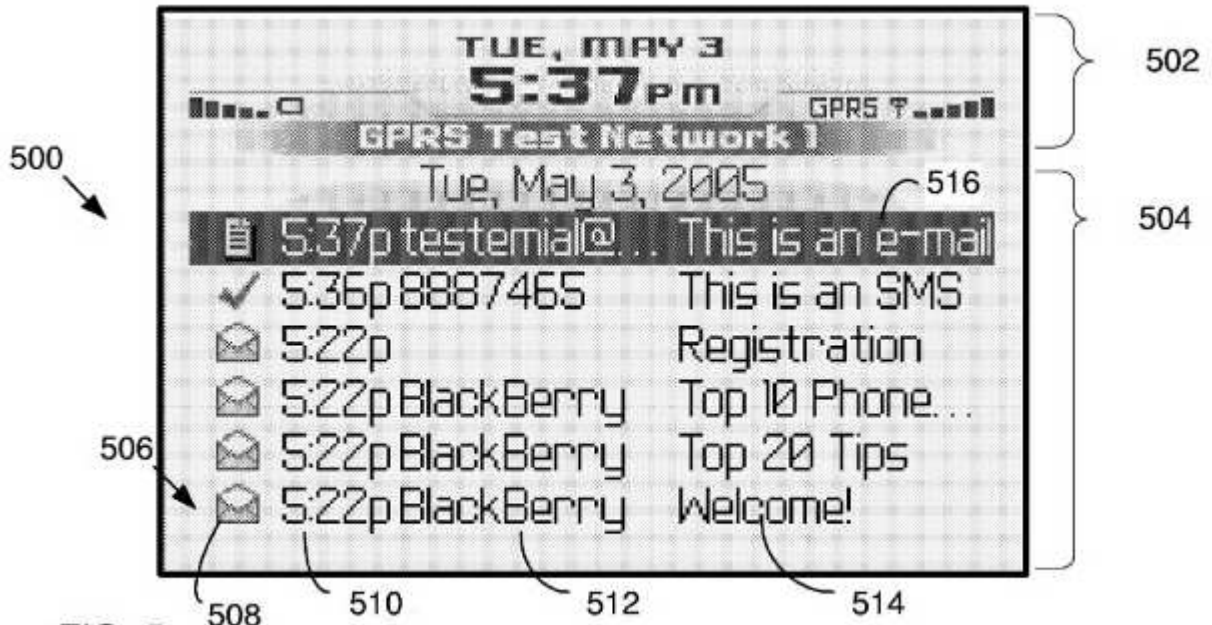 TUE, MAY 3
5:37PM
GPRS
GPRS Test Network 1
502
Tue, May 3, 2005
500
516
504
5:37p testemial@... This is an e-mail
5:36p 8887465 This is an SMS
5:22p Registration
5:22p BlackBerry Top 10 Phone...
5:22p BlackBerry Top 20 Tips
506
5:22p BlackBerry Welcome!
508
510
512
514